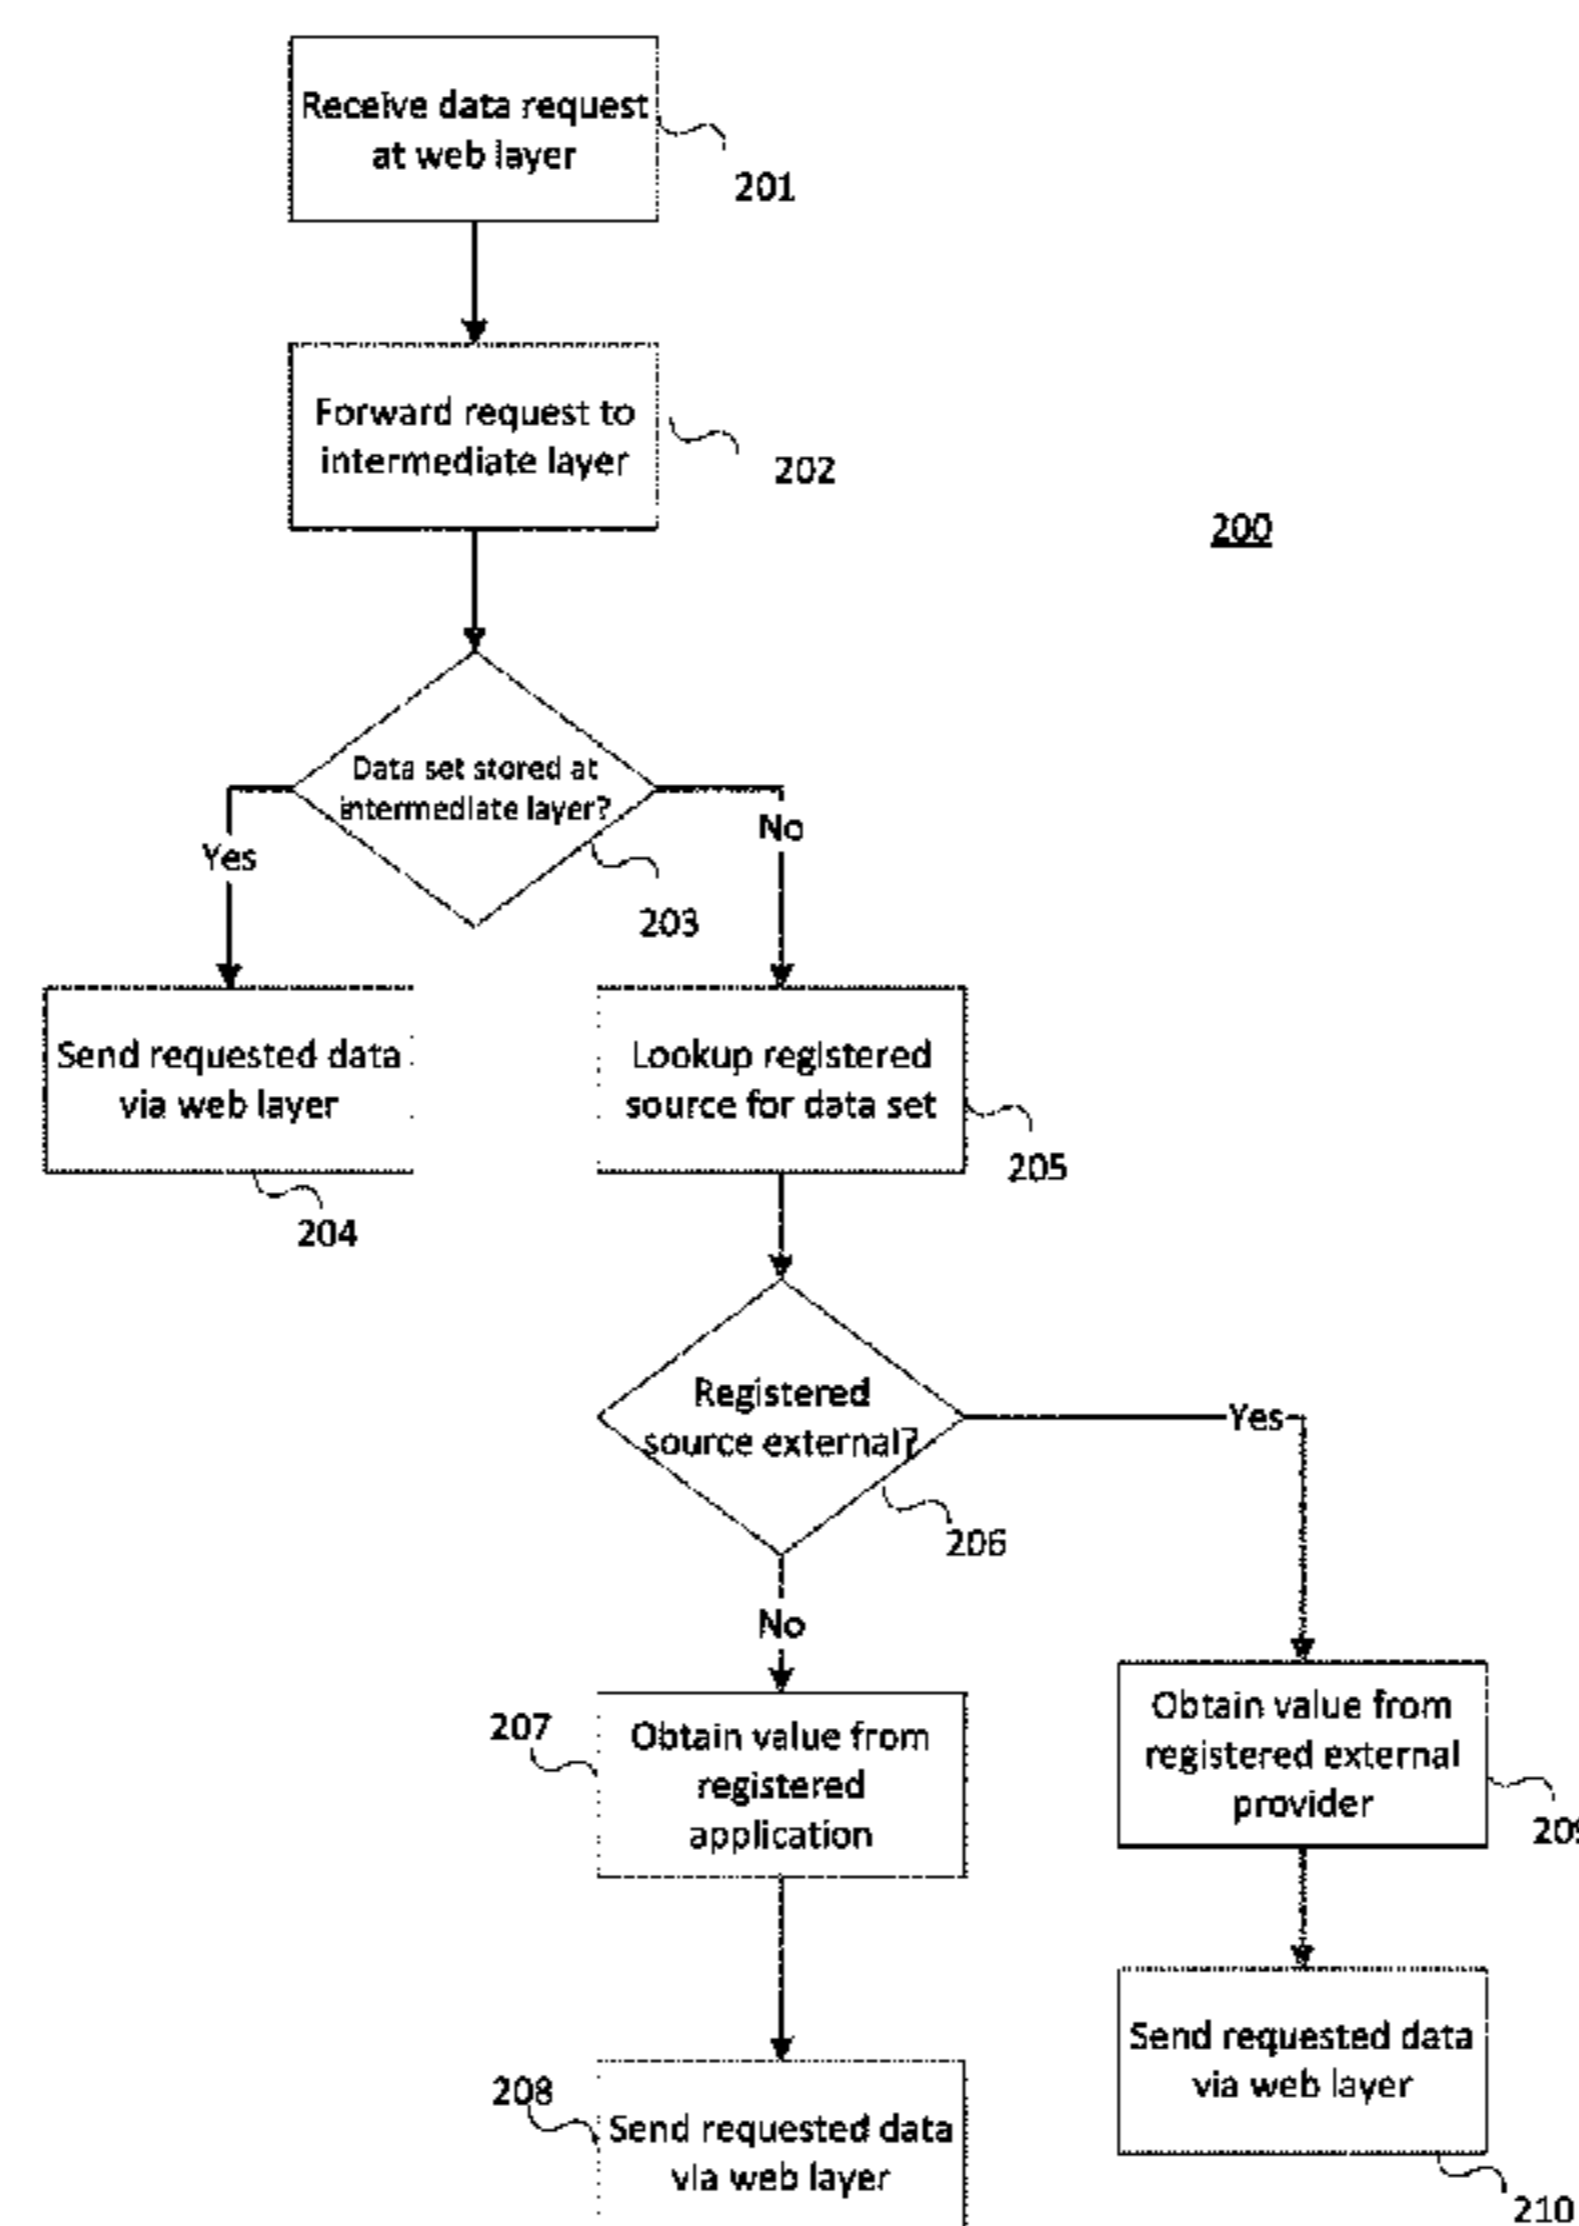 Receive data request
at web layer
201
Forward request to
intermediate layer
202
200
Data set stored at
intermediate layer?
Yes
No
203
Send requested data
via web layer
204
Lookup registered
source for data set
205
Registered
source external?
Yes
206
No
207
Obtain value from
registered
application
Obtain value from
registered external
provider
209
208
Send requested data
via web layer
Send requested data
via web layer
210